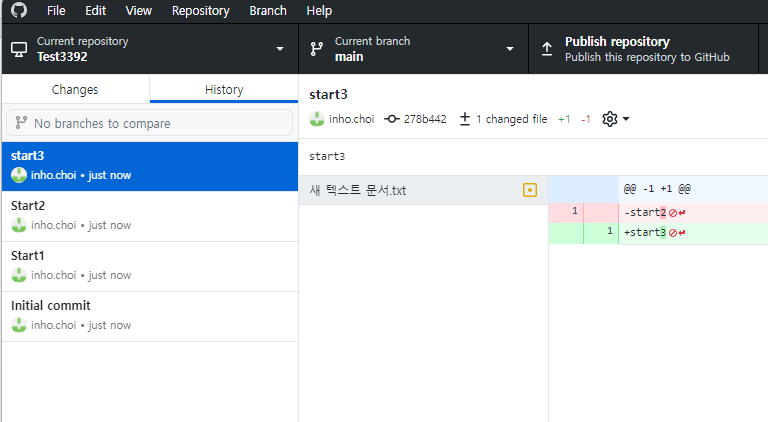 File Edit View Repository Branch Help
Current repository
Test3392
Current branch
main
Publish repository
Publish this repository to GitHub
Changes
History
No branches to compare
start3
inho.choi • just now
Start2
inho.choi • just now
Start1
inho.choi • just now
Initial commit
inho.choi • just now
start3
inho.choi 278b442 1 changed file +1 -1
start3
새 텍스트 문서.txt
@@ -1 +1 @@
1 -start2
1 +start3